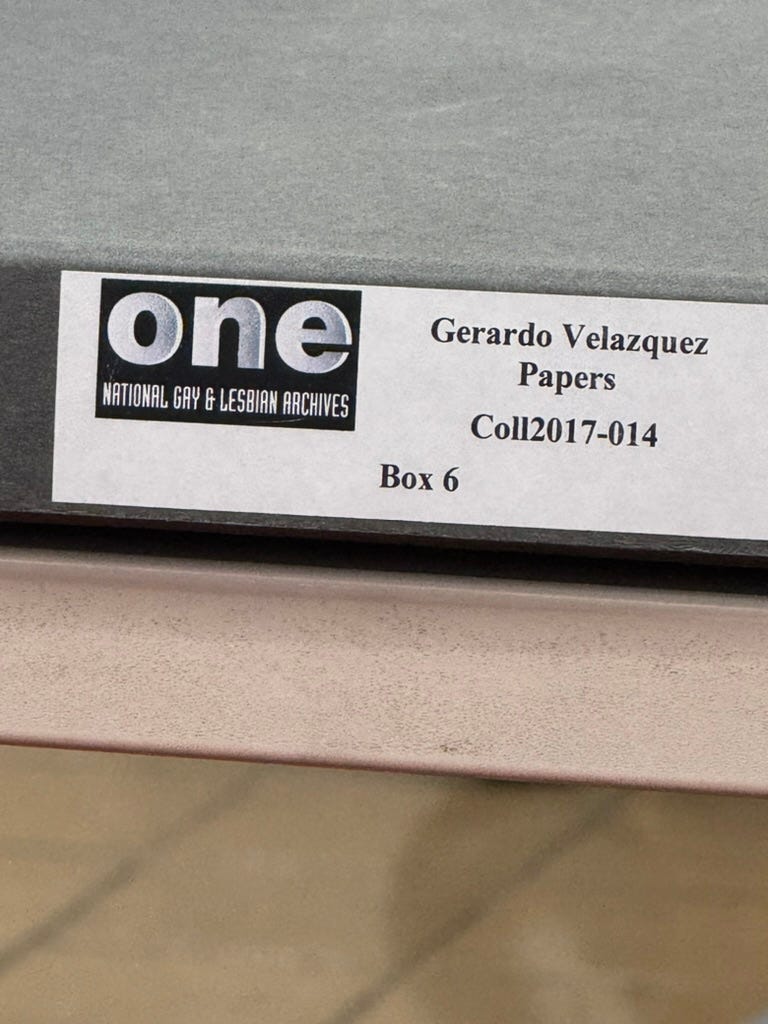 one
NATIONAL GAY & LESBIAN ARCHIVES
Gerardo Velazquez
Papers
Coll2017-014
Box 6